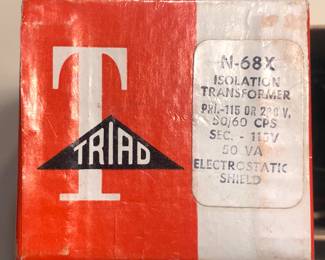 T
TRIAD
N-68X
ISOLATION
TRANSFORMER
PRI.-115 OR 230 V.
50/60 CPS
SEC. - 115V
50 VA
ELECTROSTATIC
SHIELD